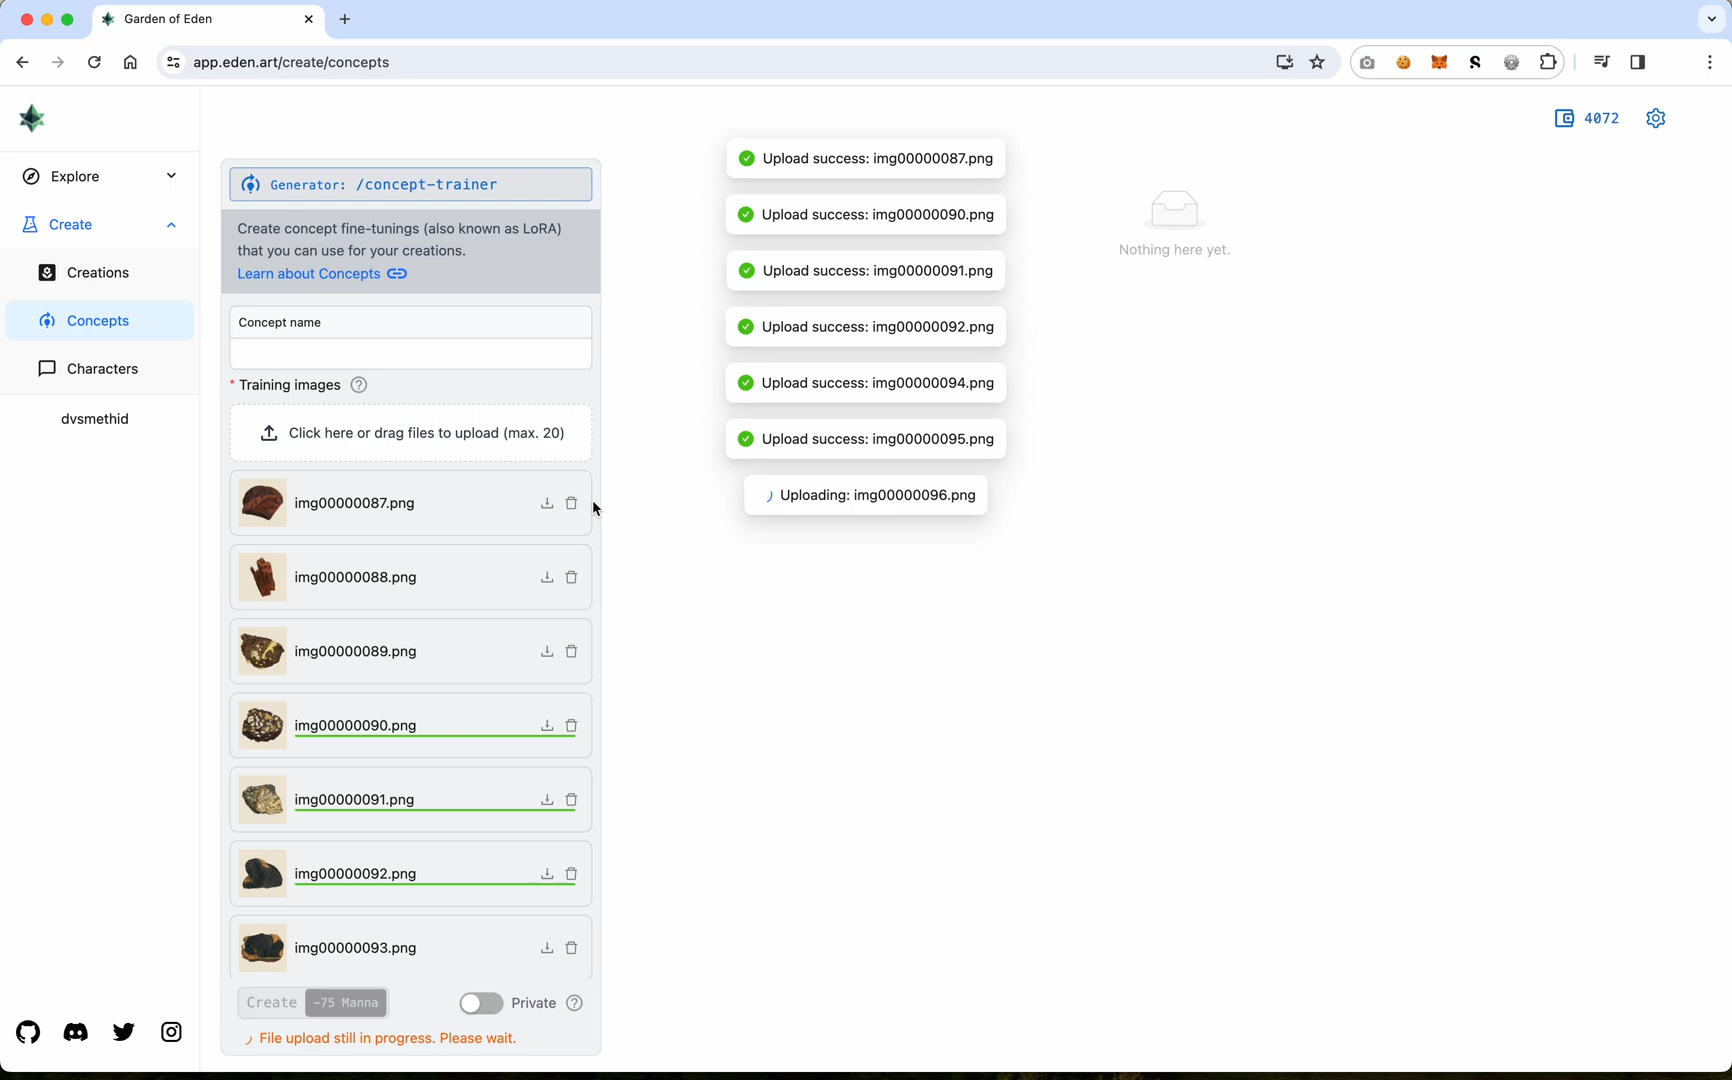 Garden of Eden
app.eden.art/create/concepts
4072
Explore
Create
Creations
Concepts
Characters
dvsmethid
Generator: /concept-trainer
Create concept fine-tunings (also known as LoRA)
that you can use for your creations.
Learn about Concepts
Concept name
* Training images
Click here or drag files to upload (max. 20)
img00000087.png
img00000088.png
img00000089.png
img00000090.png
img00000091.png
img00000092.png
img00000093.png
Create -75 Manna
Private
File upload still in progress. Please wait.
Upload success: img00000087.png
Upload success: img00000090.png
Upload success: img00000091.png
Upload success: img00000092.png
Upload success: img00000094.png
Upload success: img00000095.png
Uploading: img00000096.png
Nothing here yet.